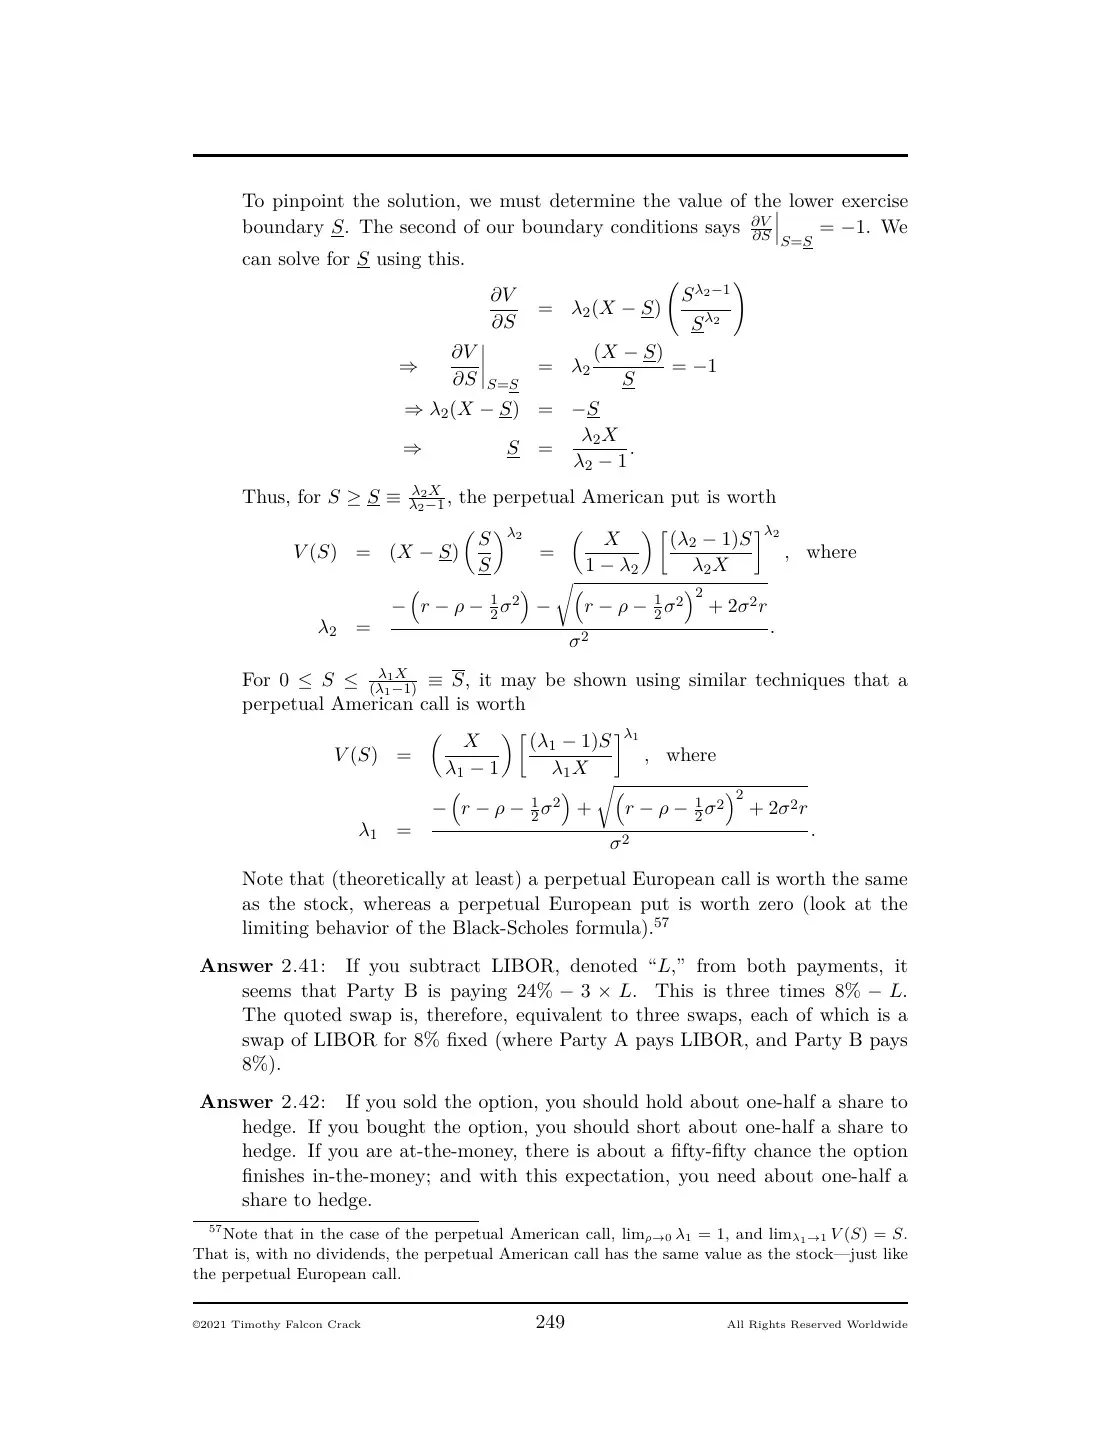 To pinpoint the solution, we must determine the value of the lower exercise
boundary S̲. The second of our boundary conditions says ∂V/∂S|_{S=S̲} = −1. We
can solve for S̲ using this.
∂V/∂S = λ₂(X − S̲) (S^{λ₂−1}/S̲^{λ₂})
⇒ ∂V/∂S|_{S=S̲} = λ₂ (X − S̲)/S̲ = −1
⇒ λ₂(X − S̲) = −S̲
⇒ S̲ = λ₂X/(λ₂ − 1).
Thus, for S ≥ S̲ ≡ λ₂X/(λ₂−1), the perpetual American put is worth
V(S) = (X − S̲) (S/S̲)^{λ₂} = (X/(1 − λ₂)) [(λ₂ − 1)S/(λ₂X)]^{λ₂}, where
λ₂ = (−(r − ρ − ½σ²) − √((r − ρ − ½σ²)² + 2σ²r))/σ².
For 0 ≤ S ≤ λ₁X/(λ₁−1) ≡ S̅, it may be shown using similar techniques that a
perpetual American call is worth
V(S) = (X/(λ₁ − 1)) [(λ₁ − 1)S/(λ₁X)]^{λ₁}, where
λ₁ = (−(r − ρ − ½σ²) + √((r − ρ − ½σ²)² + 2σ²r))/σ².
Note that (theoretically at least) a perpetual European call is worth the same
as the stock, whereas a perpetual European put is worth zero (look at the
limiting behavior of the Black-Scholes formula).⁵⁷
Answer 2.41: If you subtract LIBOR, denoted “L,” from both payments, it
seems that Party B is paying 24% − 3 × L. This is three times 8% − L.
The quoted swap is, therefore, equivalent to three swaps, each of which is a
swap of LIBOR for 8% fixed (where Party A pays LIBOR, and Party B pays
8%).
Answer 2.42: If you sold the option, you should hold about one-half a share to
hedge. If you bought the option, you should short about one-half a share to
hedge. If you are at-the-money, there is about a fifty-fifty chance the option
finishes in-the-money; and with this expectation, you need about one-half a
share to hedge.
⁵⁷Note that in the case of the perpetual American call, lim_{ρ→0} λ₁ = 1, and lim_{λ₁→1} V(S) = S.
That is, with no dividends, the perpetual American call has the same value as the stock—just like
the perpetual European call.
©2021 Timothy Falcon Crack 249 All Rights Reserved Worldwide